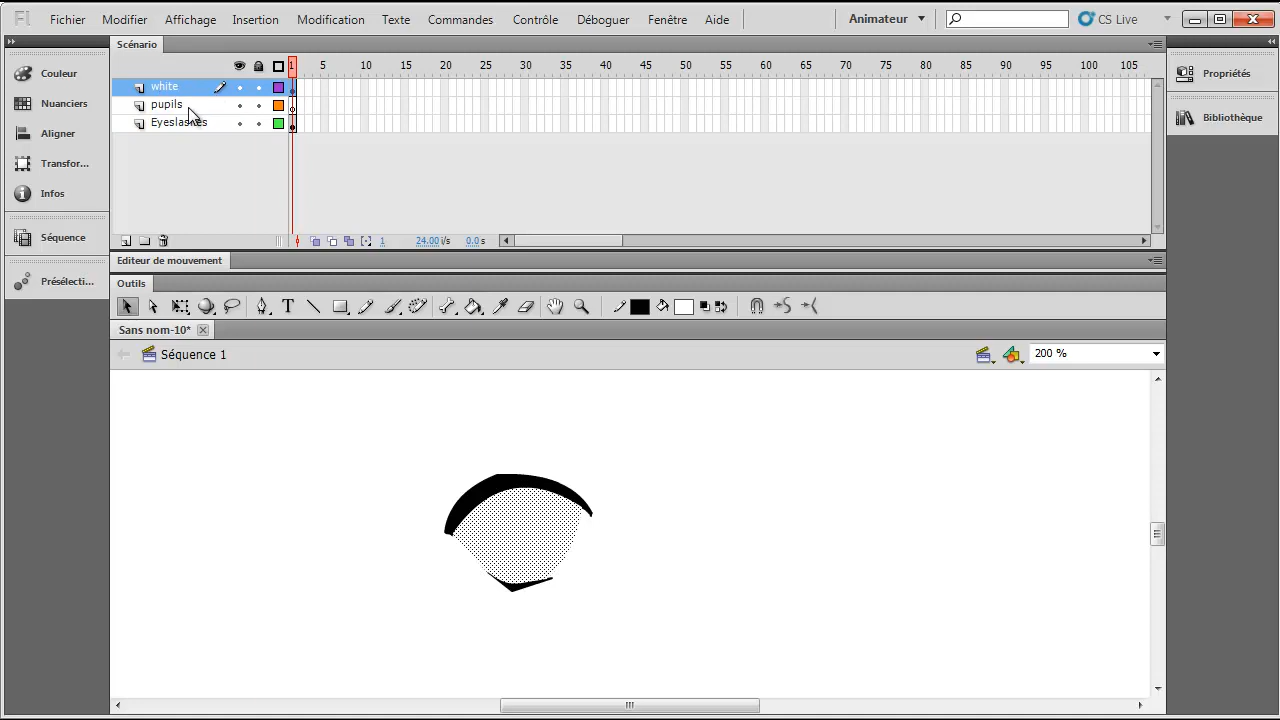 Fl Fichier Modifier Affichage Insertion Modification Texte Commandes Contrôle Déboguer Fenêtre Aide Animateur CS Live
Scénario
1 5 10 15 20 25 30 35 40 45 50 55 60 65 70 75 80 85 90 95 100 105
white
pupils
Eyeslashes
Couleur
Nuanciers
Aligner
Transfor...
Infos
Séquence
Présélecti...
Propriétés
Bibliothèque
1 24.00 i/s 0.0 s
Editeur de mouvement
Outils
Sans nom-10*
Séquence 1
200 %